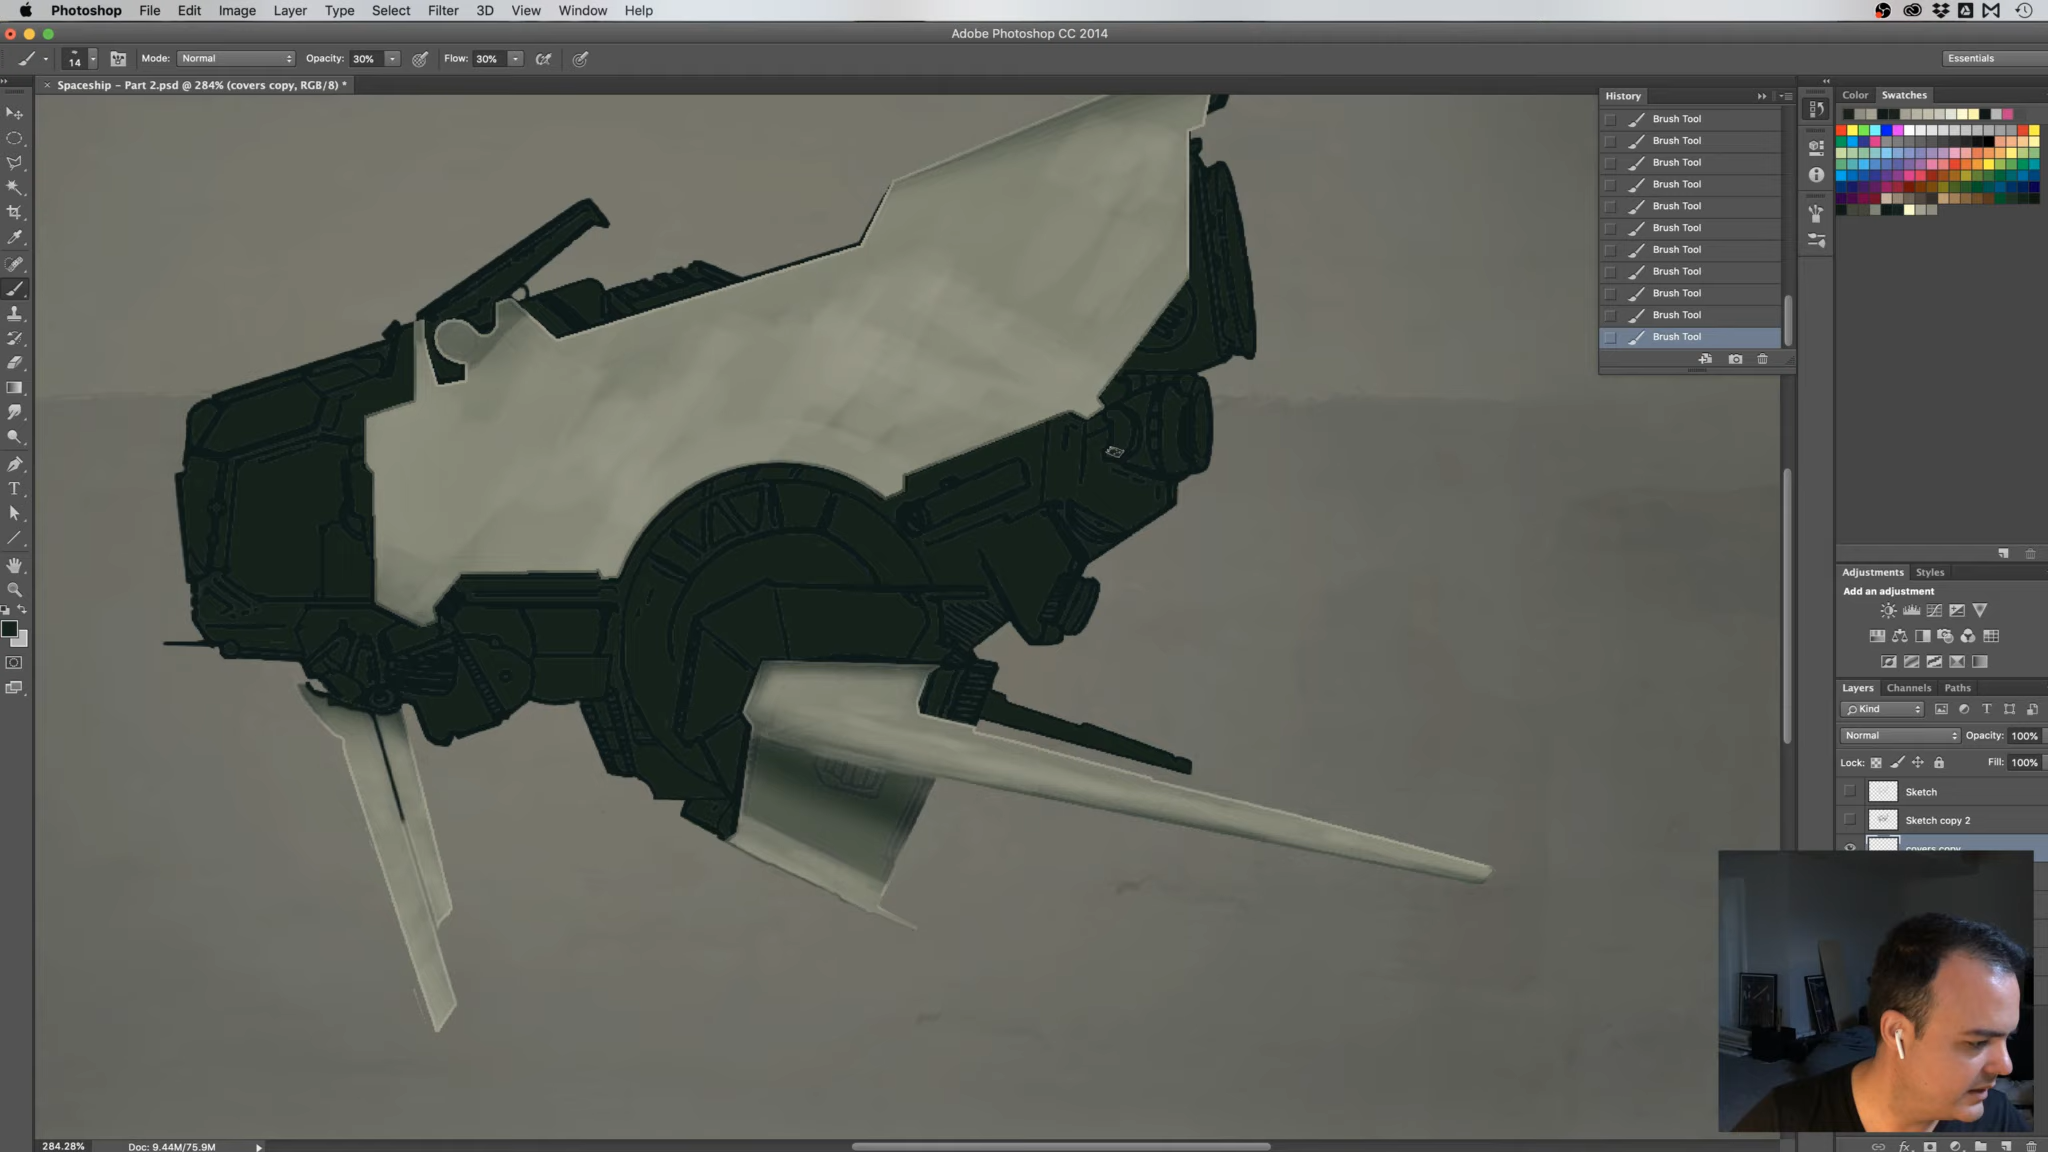 Photoshop File Edit Image Layer Type Select Filter 3D View Window Help
Adobe Photoshop CC 2014
14 Mode: Normal Opacity: 30% Flow: 30% Essentials
Spaceship – Part 2.psd @ 284% (covers copy, RGB/8) *
History
Brush Tool
Brush Tool
Brush Tool
Brush Tool
Brush Tool
Brush Tool
Brush Tool
Brush Tool
Brush Tool
Brush Tool
Brush Tool
Color Swatches
Adjustments Styles
Add an adjustment
Layers Channels Paths
Kind
Normal Opacity: 100%
Lock: Fill: 100%
Sketch
Sketch copy 2
covers copy
284.28% Doc: 9.44M/75.9M